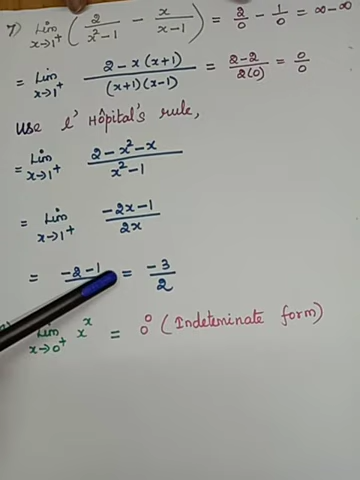 7) Lim x→1⁺ ( 2/(x²-1) - x/(x-1) ) = 2/0 - 1/0 = ∞-∞
= Lim x→1⁺ (2-x(x+1))/((x+1)(x-1)) = (2-2)/(2(0)) = 0/0
Use L' Hôpital's rule,
= Lim x→1⁺ (2-x²-x)/(x²-1)
= Lim x→1⁺ (-2x-1)/(2x)
= -2-1 = -3/2
Lim x→0⁺ xˣ = 0⁰ (Indeteminate form)